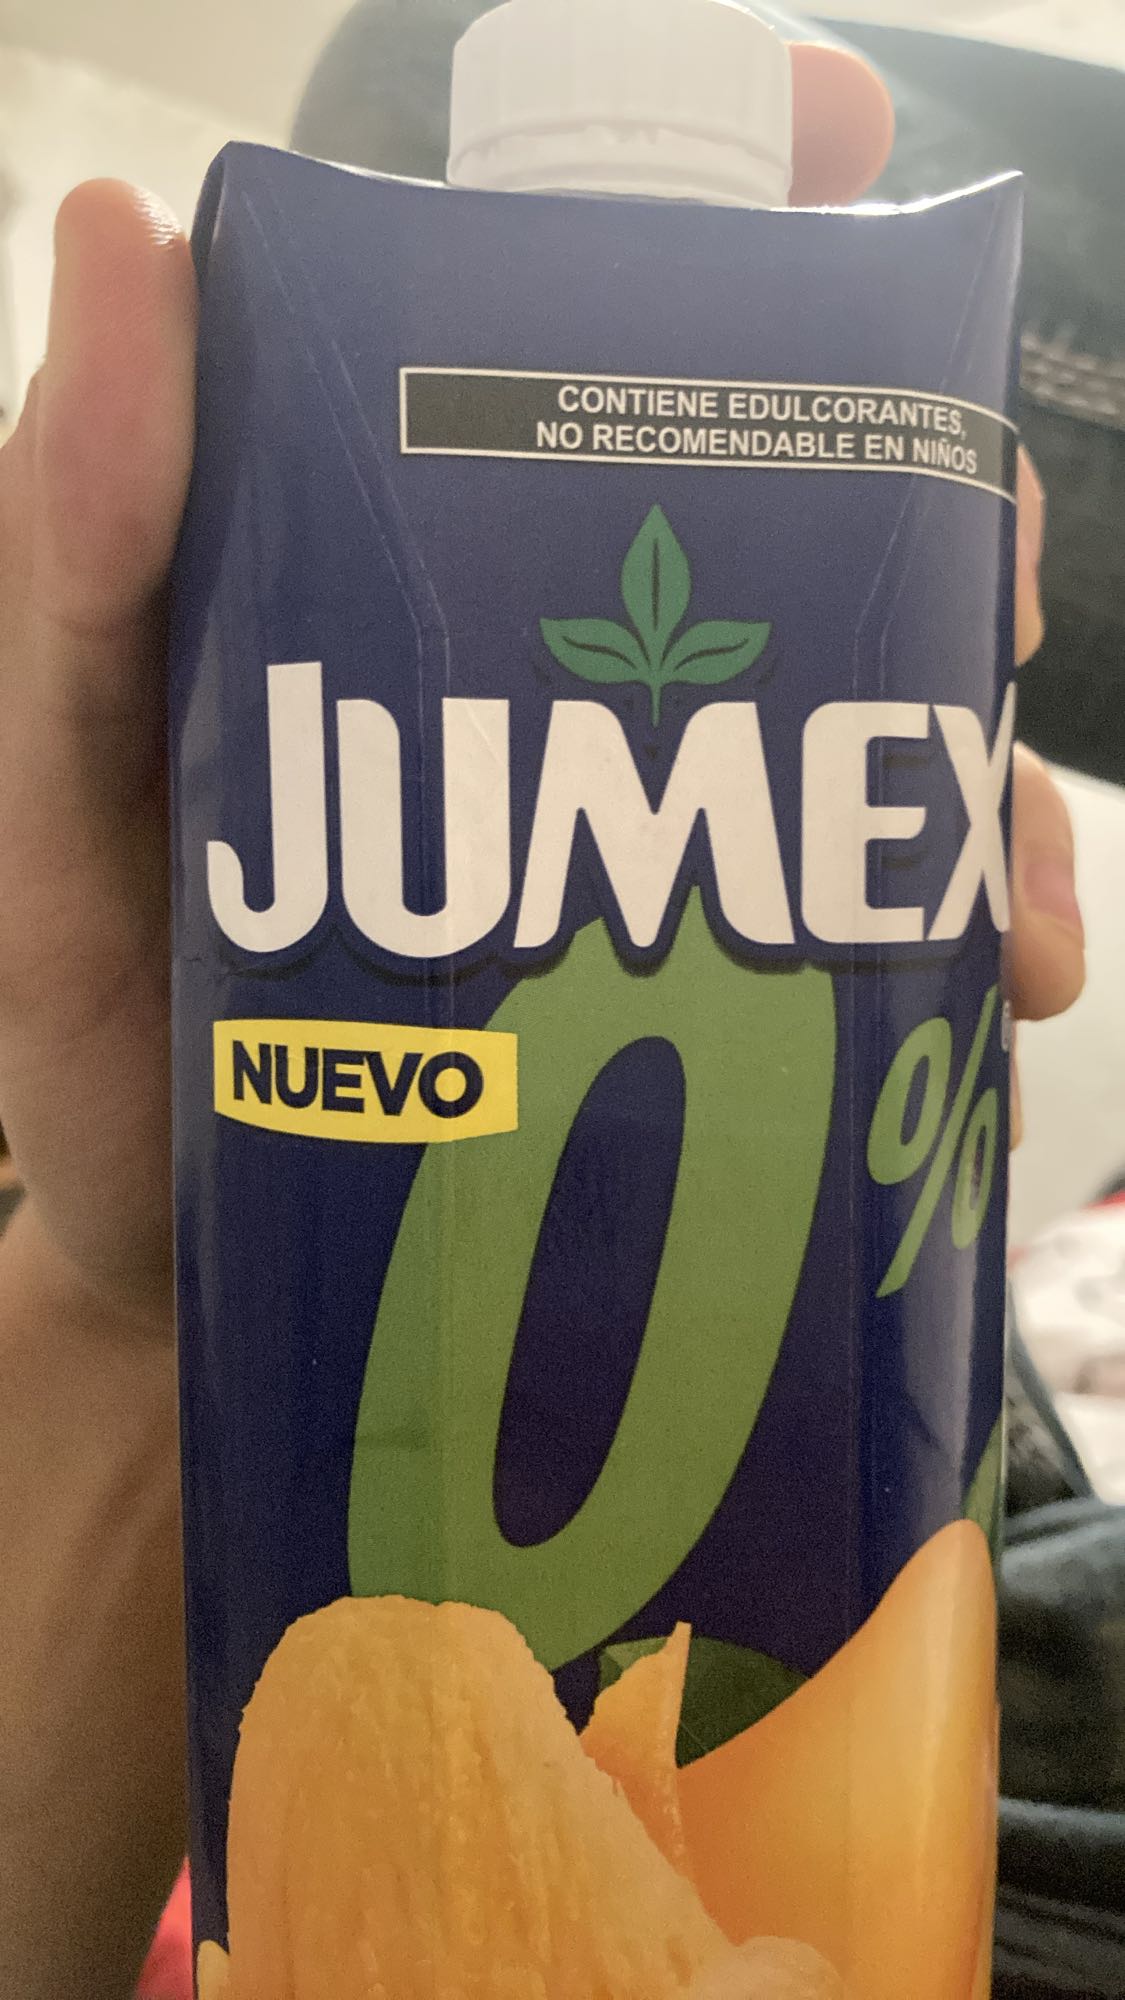 CONTIENE EDULCORANTES,
NO RECOMENDABLE EN NIÑOS
JUMEX
NUEVO
0%